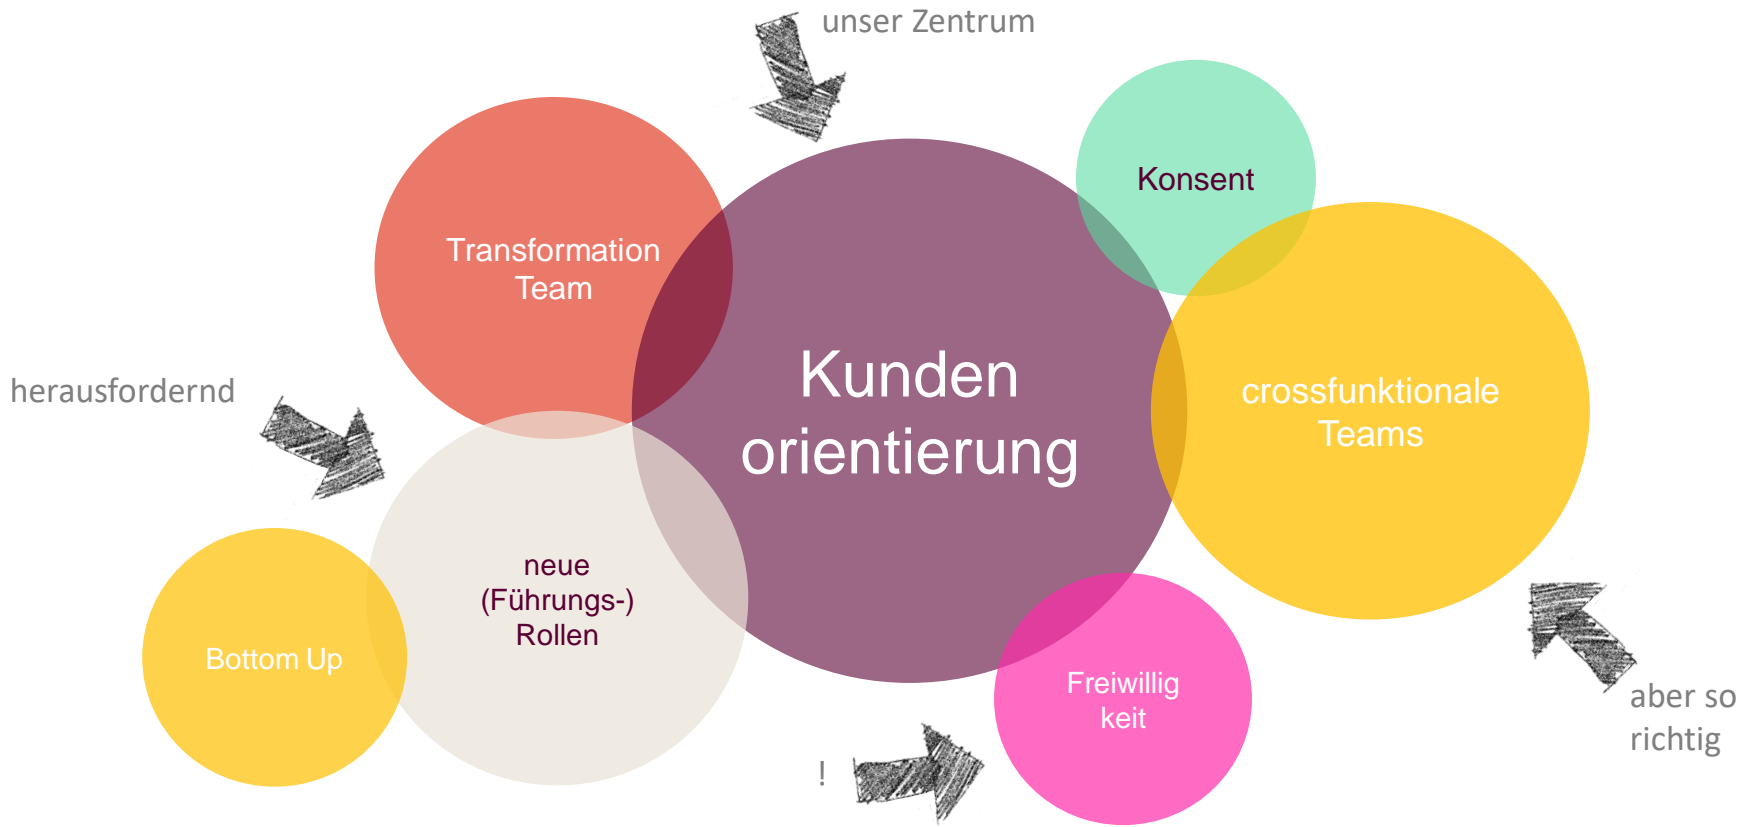 unser Zentrum
Konsent
Transformation
Team
Kunden
orientierung
herausfordernd
crossfunktionale
Teams
neue
(Führungs-)
Rollen
Bottom Up
Freiwillig
keit
aber so
richtig
!